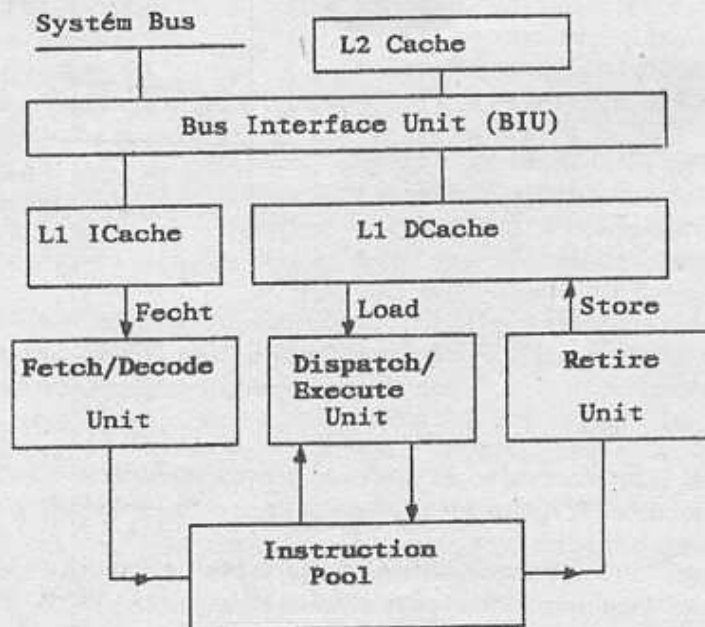 Systém Bus
L2 Cache
Bus Interface Unit (BIU)
L1 ICache
L1 DCache
Fecht
Load
Store
Fetch/Decode
Unit
Dispatch/
Execute
Unit
Retire
Unit
Instruction
Pool